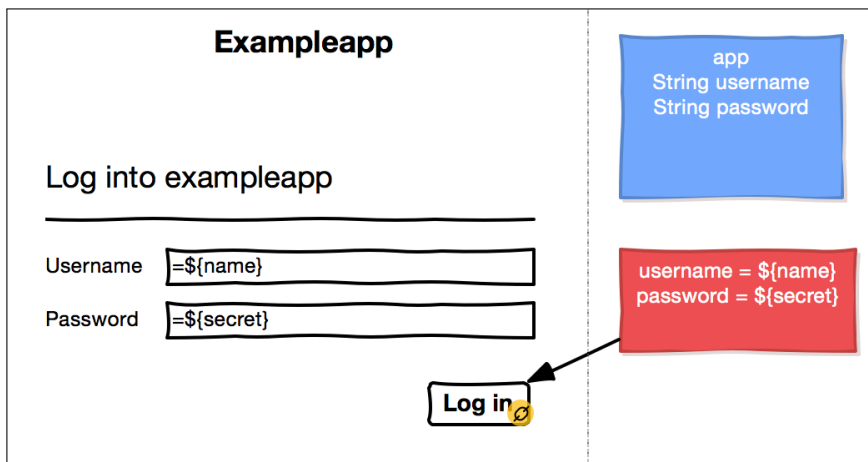 Exampleapp
Log into exampleapp
Username =${name}
Password =${secret}
Log in
app
String username
String password
username = ${name}
password = ${secret}